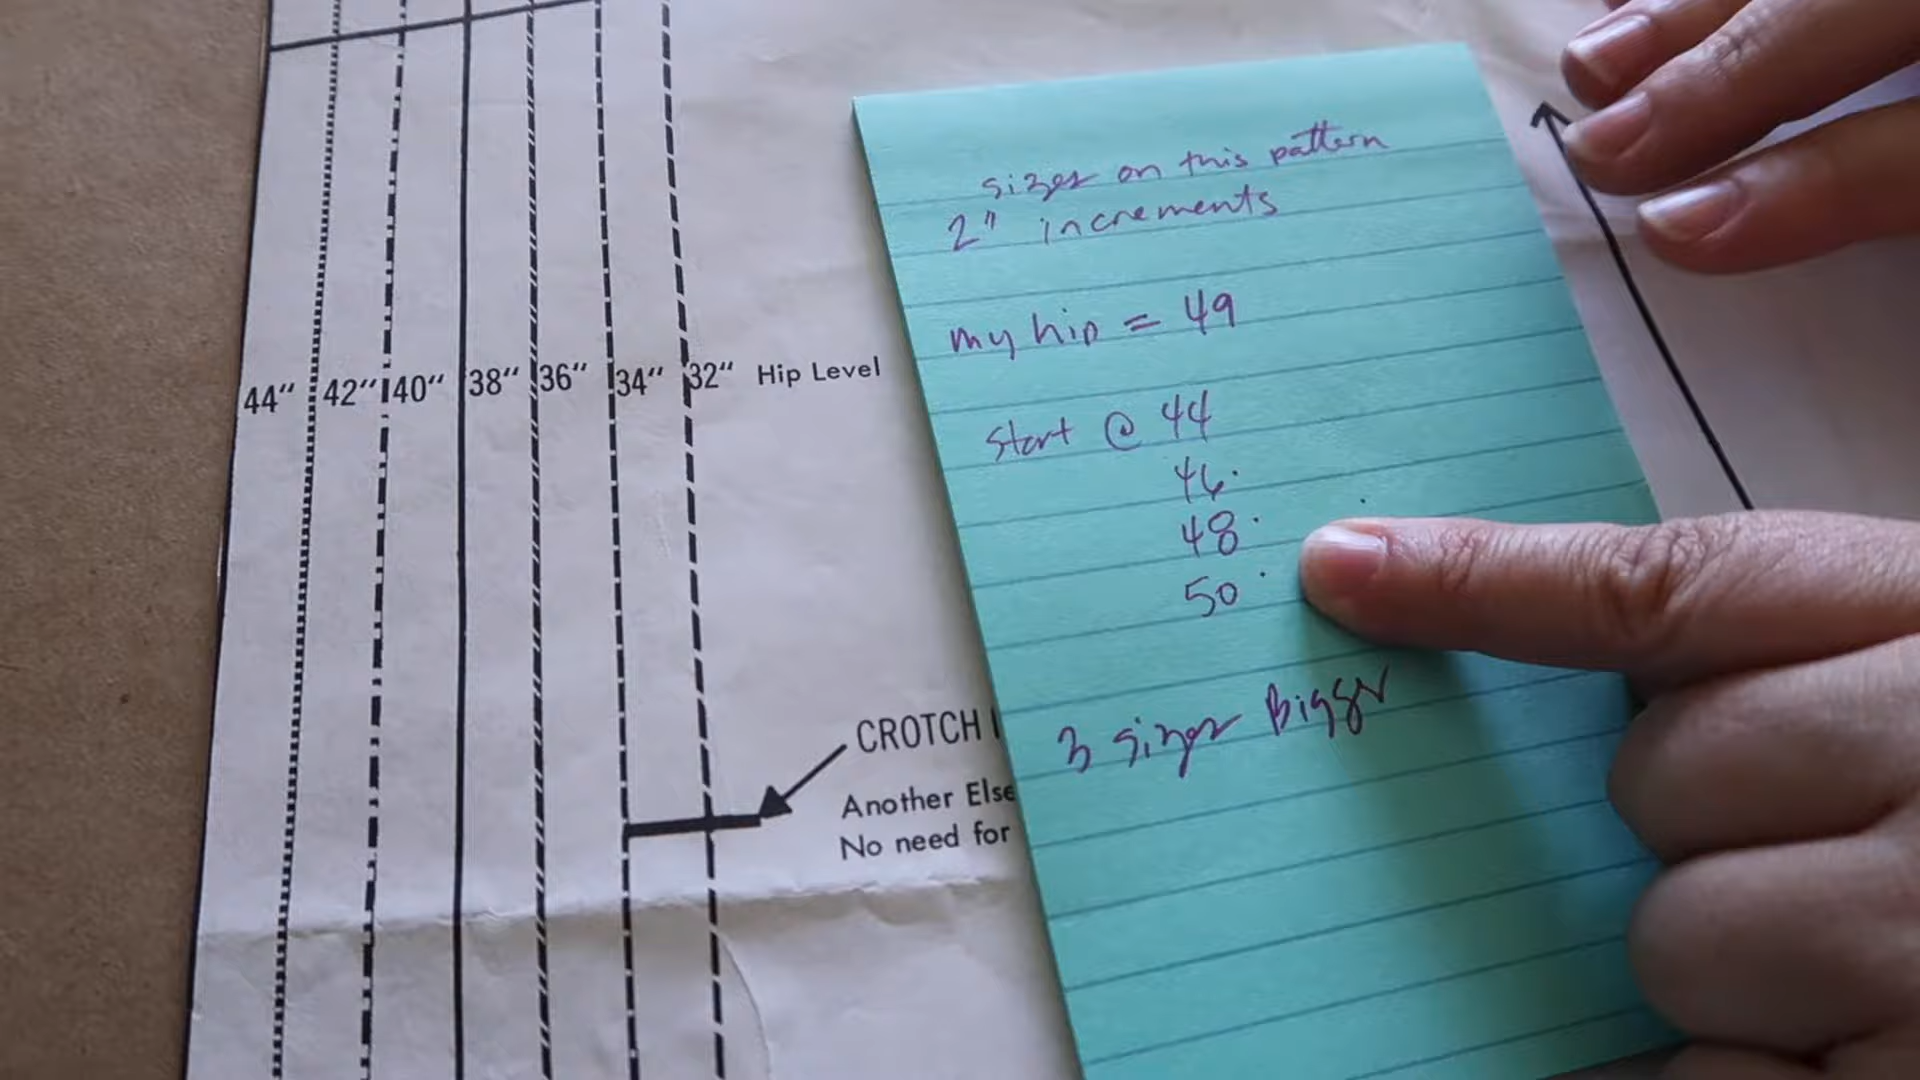 44" 42" 40" 38" 36" 34" 32" Hip Level
CROTCH
Another Else
No need for
sizes on this pattern
2" increments
my hip = 49
start @ 44
46.
48.
50.
3 sizes Bigger